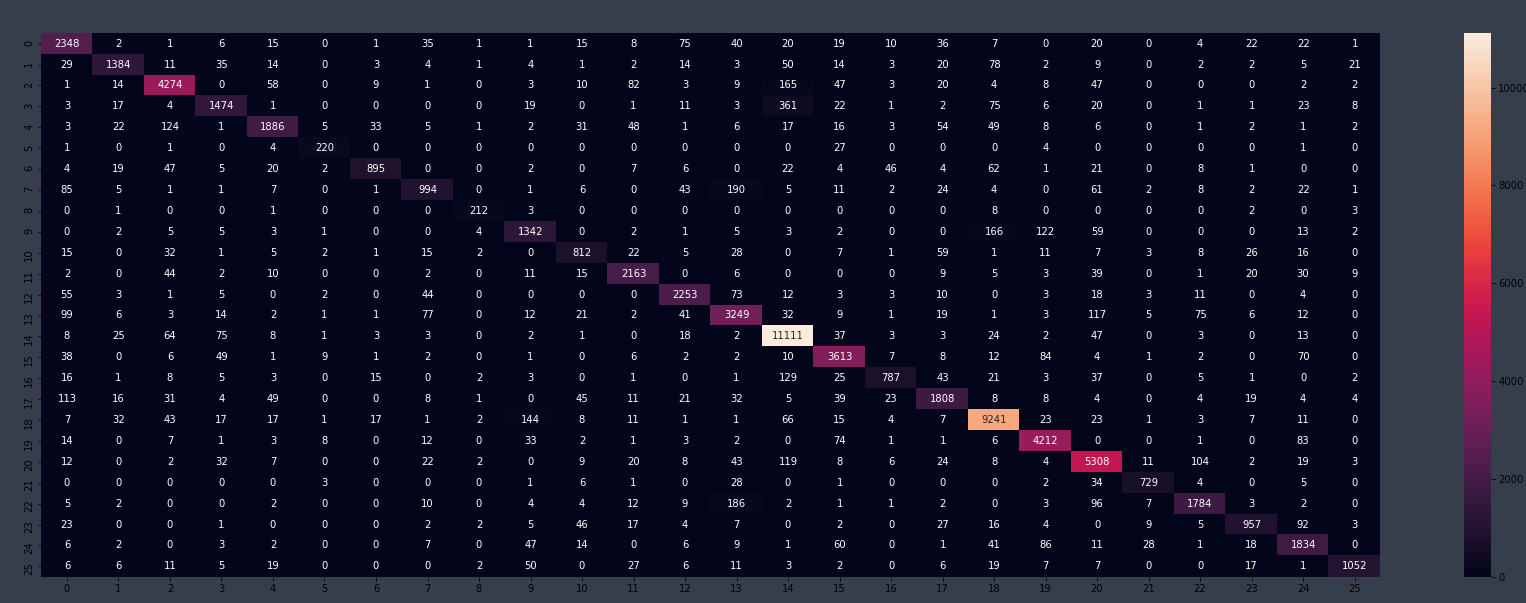 0 2348 2 1 6 15 0 1 35 1 1 15 8 75 40 20 19 10 36 7 0 20 0 4 22 22 1
1 29 1384 11 35 14 0 3 4 1 4 1 2 14 3 50 14 3 20 78 2 9 0 2 2 5 21
2 1 14 4274 0 58 0 9 1 0 3 10 82 3 9 165 47 3 20 4 8 47 0 0 0 2 2
3 3 17 4 1474 1 0 0 0 0 19 0 1 11 3 361 22 1 2 75 6 20 0 1 1 23 8
4 3 22 124 1 1886 5 33 5 1 2 31 48 1 6 17 16 3 54 49 8 6 0 1 2 1 2
5 1 0 1 0 4 220 0 0 0 0 0 0 0 0 0 27 0 0 0 4 0 0 0 0 1 0
6 4 19 47 5 20 2 895 0 0 2 0 7 6 0 22 4 46 4 62 1 21 0 8 1 0 0
7 85 5 1 1 7 0 1 994 0 1 6 0 43 190 5 11 2 24 4 0 61 2 8 2 22 1
8 0 1 0 0 1 0 0 0 212 3 0 0 0 0 0 0 0 0 8 0 0 0 0 2 0 3
9 0 2 5 5 3 1 0 0 4 1342 0 2 1 5 3 2 0 0 166 122 59 0 0 0 13 2
10 15 0 32 1 5 2 1 15 2 0 812 22 5 28 0 7 1 59 1 11 7 3 8 26 16 0
11 2 0 44 2 10 0 0 2 0 11 15 2163 0 6 0 0 0 9 5 3 39 0 1 20 30 9
12 55 3 1 5 0 2 0 44 0 0 0 0 2253 73 12 3 3 10 0 3 18 3 11 0 4 0
13 99 6 3 14 2 1 1 77 0 12 21 2 41 3249 32 9 1 19 1 3 117 5 75 6 12 0
14 8 25 64 75 8 1 3 3 0 2 1 0 18 2 11111 37 3 3 24 2 47 0 3 0 13 0
15 38 0 6 49 1 9 1 2 0 1 0 6 2 2 10 3613 7 8 12 84 4 1 2 0 70 0
16 16 1 8 5 3 0 15 0 2 3 0 1 0 1 129 25 787 43 21 3 37 0 5 1 0 2
17 113 16 31 4 49 0 0 8 1 0 45 11 21 32 5 39 23 1808 8 8 4 0 4 19 4 4
18 7 32 43 17 17 1 17 1 2 144 8 11 1 1 66 15 4 7 9241 23 23 1 3 7 11 0
19 14 0 7 1 3 8 0 12 0 33 2 1 3 2 0 74 1 1 6 4212 0 0 1 0 83 0
20 12 0 2 32 7 0 0 22 2 0 9 20 8 43 119 8 6 24 8 4 5308 11 104 2 19 3
21 0 0 0 0 0 3 0 0 0 1 6 1 0 28 0 1 0 0 0 2 34 729 4 0 5 0
22 5 2 0 0 2 0 0 10 0 4 4 12 9 186 2 1 1 2 0 3 96 7 1784 3 2 0
23 23 0 0 1 0 0 0 2 2 5 46 17 4 7 0 2 0 27 16 4 0 9 5 957 92 3
24 6 2 0 3 2 0 0 7 0 47 14 0 6 9 1 60 0 1 41 86 11 28 1 18 1834 0
25 6 6 11 5 19 0 0 0 2 50 0 27 6 11 3 2 0 6 19 7 7 0 0 17 1 1052
0 1 2 3 4 5 6 7 8 9 10 11 12 13 14 15 16 17 18 19 20 21 22 23 24 25
10000
8000
6000
4000
2000
0